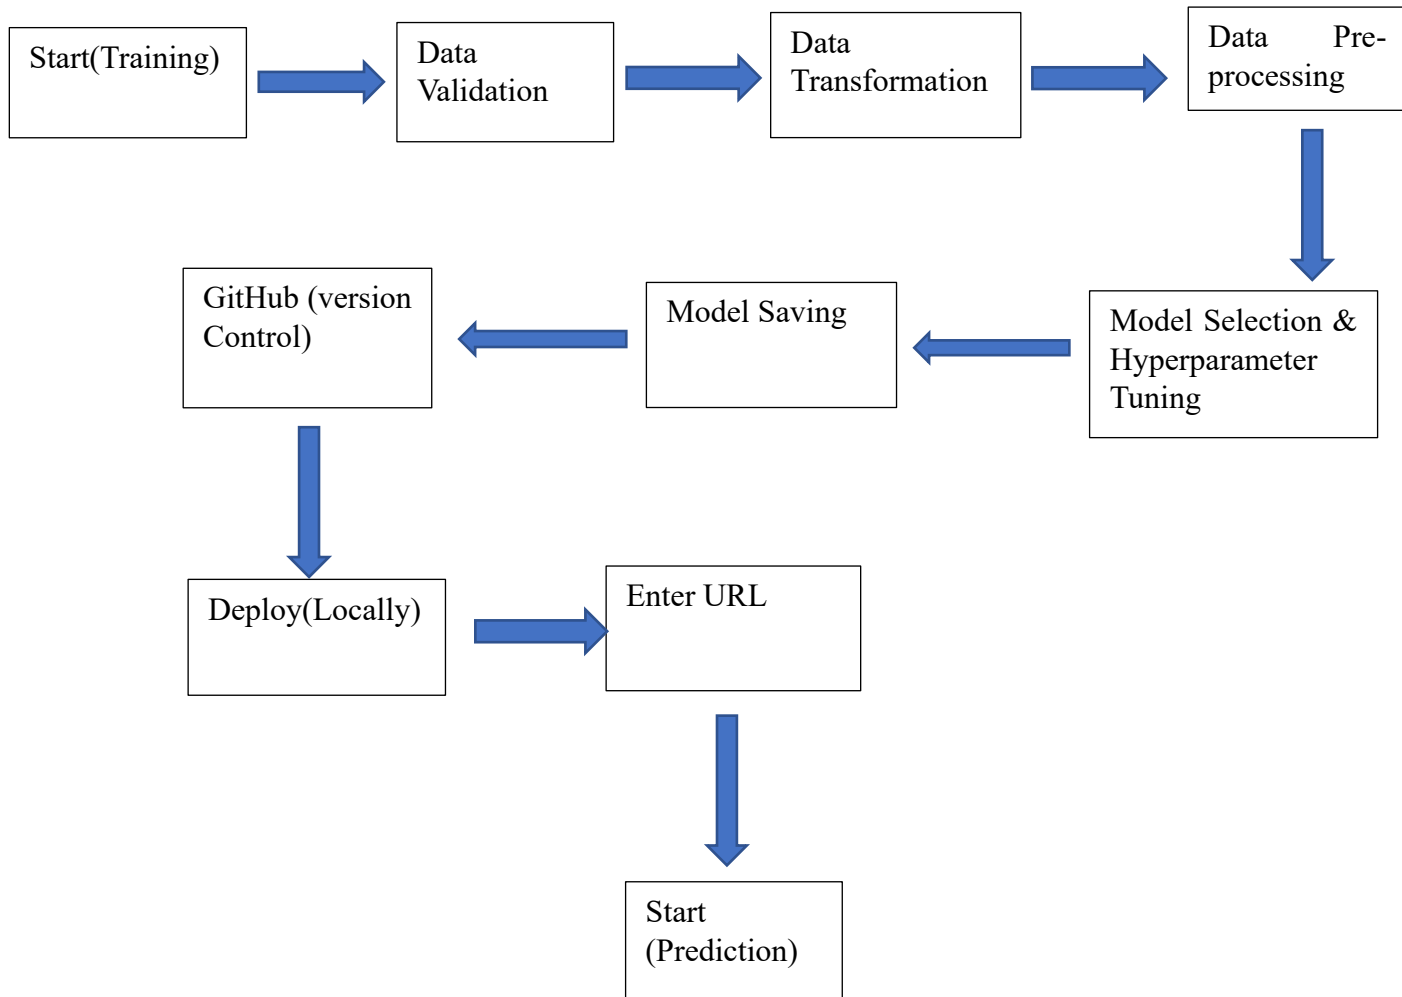 Start(Training)
Data
Validation
Data
Transformation
Data Pre-
processing
GitHub (version
Control)
Model Saving
Model Selection &
Hyperparameter
Tuning
Deploy(Locally)
Enter URL
Start
(Prediction)